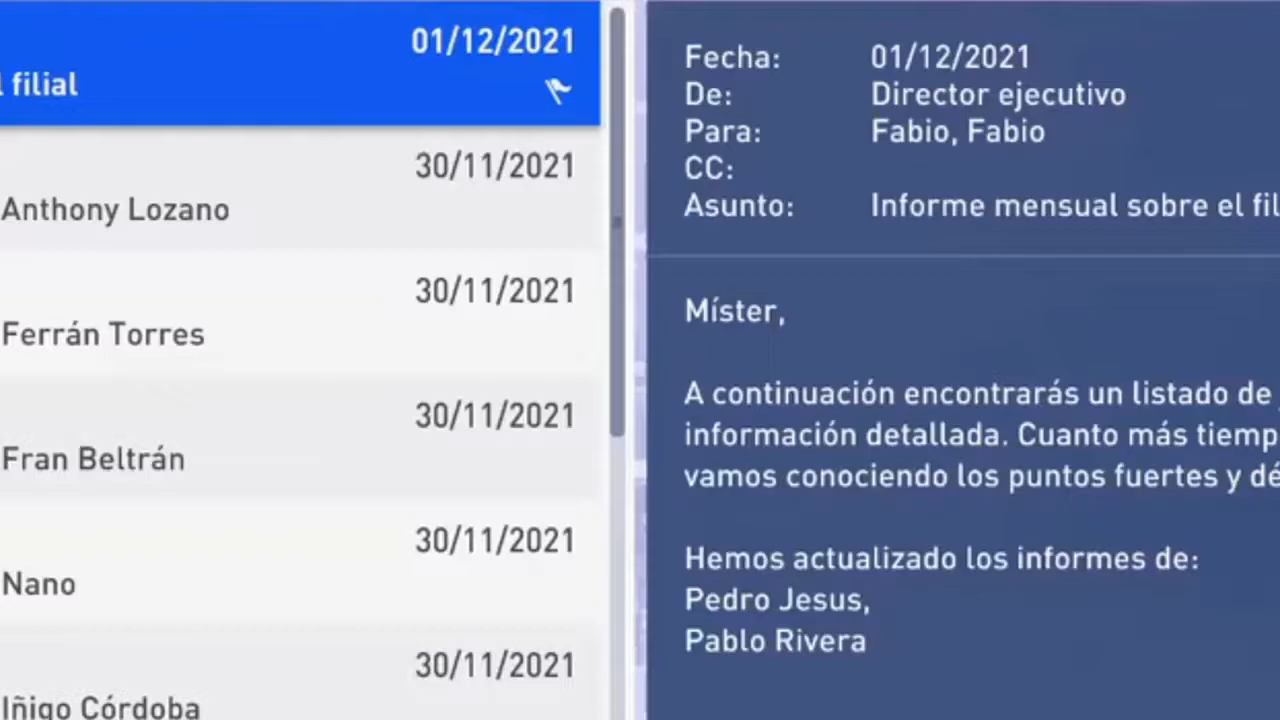 01/12/2021
l filial
30/11/2021
Anthony Lozano
30/11/2021
Ferrán Torres
30/11/2021
Fran Beltrán
30/11/2021
Nano
30/11/2021
Iñigo Córdoba
Fecha: 01/12/2021
De: Director ejecutivo
Para: Fabio, Fabio
CC:
Asunto: Informe mensual sobre el fil
Míster,
A continuación encontrarás un listado de
información detallada. Cuanto más tiemp
vamos conociendo los puntos fuertes y dé
Hemos actualizado los informes de:
Pedro Jesus,
Pablo Rivera